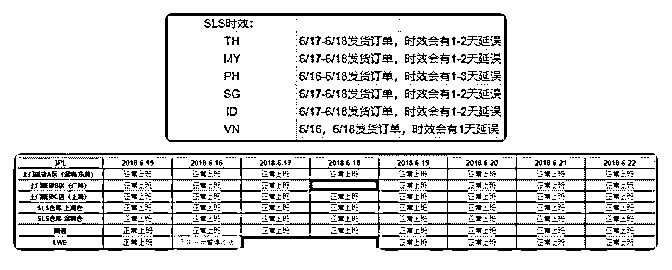 SLS时效:
TH 6/17-6/18发货订单，时效会有1-2天延误
MY 6/17-6/18发货订单，时效会有1-2天延误
PH 6/16-6/18发货订单，时效会有1-3天延误
SG 6/17-6/18发货订单，时效会有1-2天延误
ID 6/17-6/18发货订单，时效会有1-2天延误
VN 6/16，6/18发货订单，时效会有1天延误
2018.6.15 2018.6.16 2018.6.17 2018.6.18 2018.6.19 2018.6.20 2018.6.21 2018.6.22
正常上班 正常上班 正常上班 正常上班 正常上班 正常上班 正常上班
正常上班 正常上班 正常上班 正常上班 正常上班 正常上班 正常上班
正常上班 正常上班 正常上班 正常上班 正常上班 正常上班 正常上班 正常上班
SLS仓库 上海仓 正常上班 正常上班 正常上班 正常上班 正常上班 正常上班 正常上班 正常上班
SLS仓库 深圳仓 正常上班 正常上班 正常上班 正常上班 正常上班 正常上班 正常上班 正常上班
正常上班 正常上班 正常上班 正常上班 正常上班 正常上班 正常上班 正常上班
LWE 正常上班 正常上班 正常上班 正常上班 正常上班